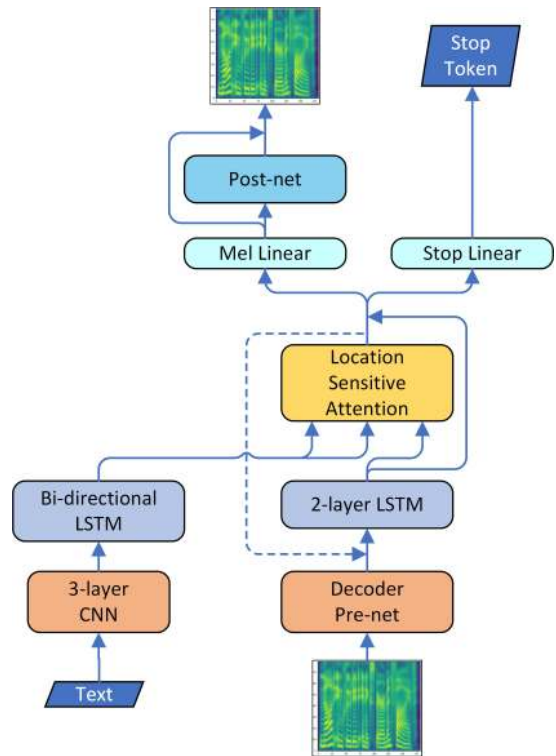 Stop
Token
Post-net
Mel Linear
Stop Linear
Location
Sensitive
Attention
Bi-directional
LSTM
2-layer LSTM
3-layer
CNN
Decoder
Pre-net
Text